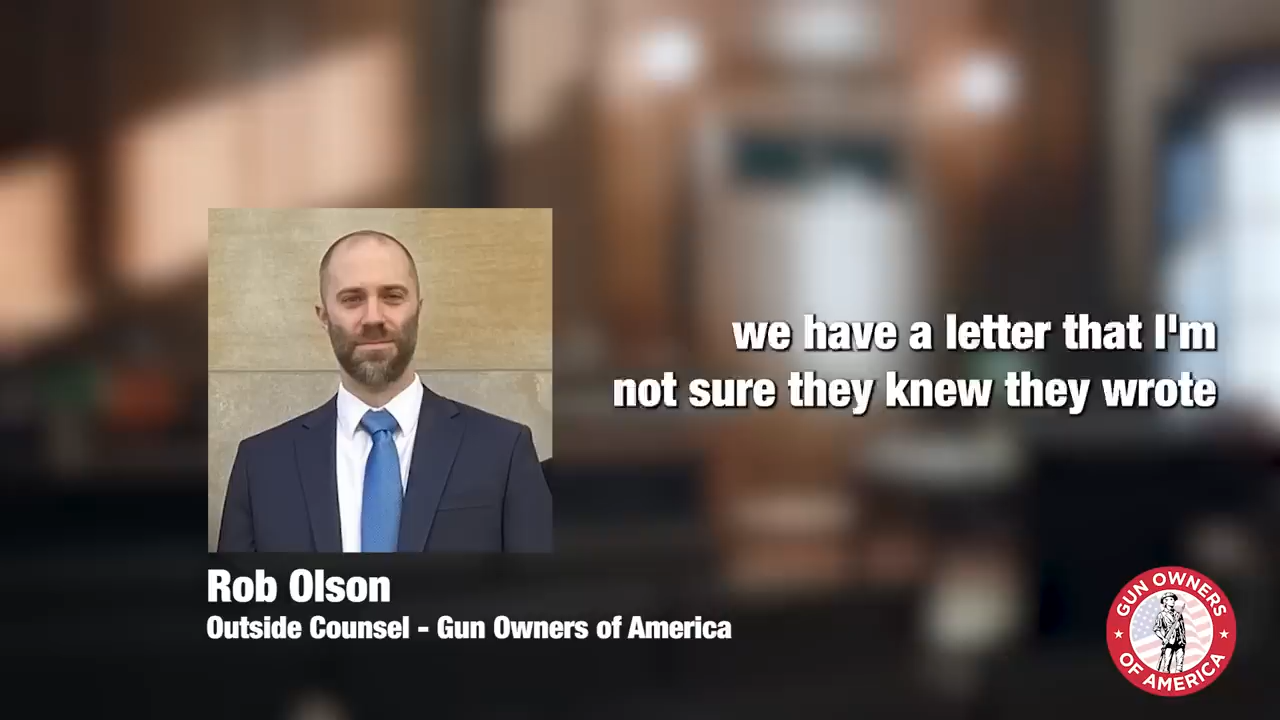 we have a letter that I'm
not sure they knew they wrote
Rob Olson
Outside Counsel - Gun Owners of America
GUN OWNERS
OF AMERICA